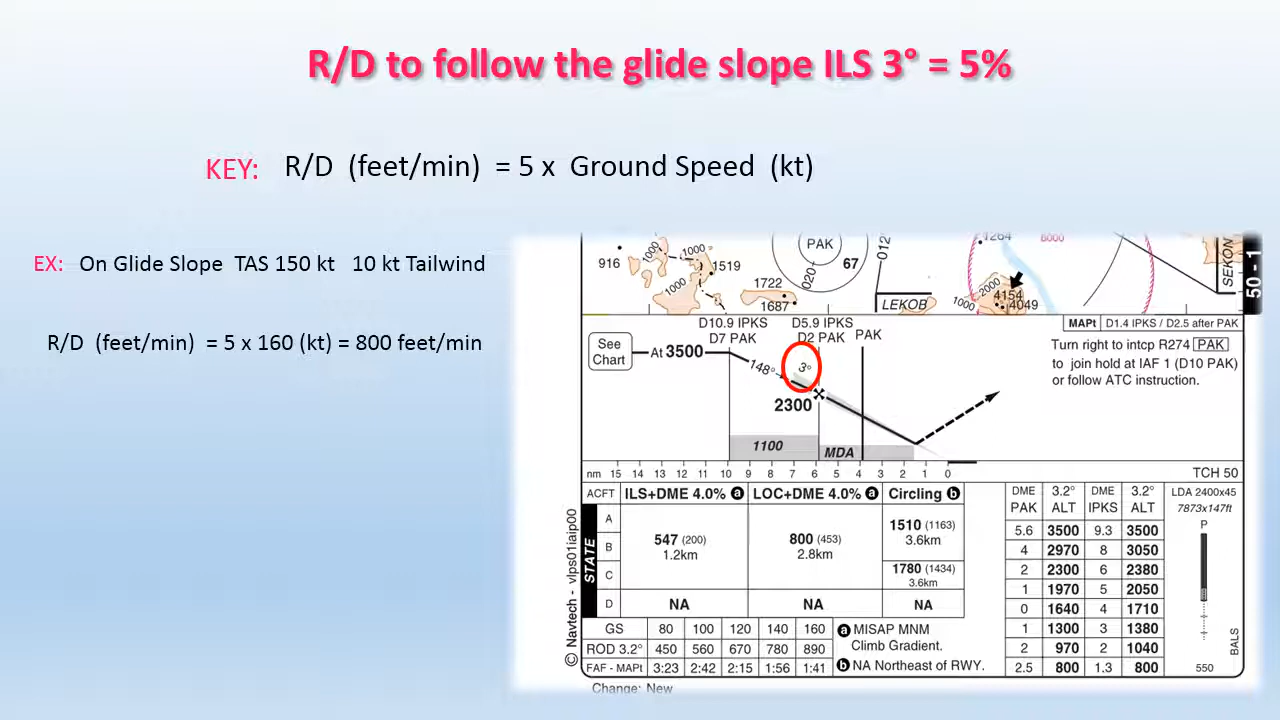 R/D to follow the glide slope ILS 3° = 5%
KEY: R/D (feet/min) = 5 x Ground Speed (kt)
EX: On Glide Slope TAS 150 kt 10 kt Tailwind
R/D (feet/min) = 5 x 160 (kt) = 800 feet/min
916
1000
1000
1519
1000
1722
1687
PAK
020
67
012
LEKOB
1264
6000
2000
1000
4154
4049
SEKON
50 - 1
D10.9 IPKS
D7 PAK
D5.9 IPKS
D2 PAK
PAK
MAPt D1.4 IPKS / D2.5 after PAK
See Chart
At 3500
148°
3°
2300
1100
MDA
Turn right to intcp R274 PAK
to join hold at IAF 1 (D10 PAK)
or follow ATC instruction.
nm 15 14 13 12 11 10 9 8 7 6 5 4 3 2 1 0
TCH 50
ACFT ILS+DME 4.0% a LOC+DME 4.0% a Circling b
STATE
A
B
C
D
547 (200)
1.2km
800 (453)
2.8km
1510 (1163)
3.6km
1780 (1434)
3.6km
NA NA NA
GS 80 100 120 140 160
ROD 3.2° 450 560 670 780 890
FAF - MAPt 3:23 2:42 2:15 1:56 1:41
a MISAP MNM
Climb Gradient.
b NA Northeast of RWY.
DME 3.2° DME 3.2°
PAK ALT IPKS ALT
5.6 3500 9.3 3500
4 2970 8 3050
2 2300 6 2380
1 1970 5 2050
0 1640 4 1710
1 1300 3 1380
2 970 2 1040
2.5 800 1.3 800
LDA 2400x45
7873x147ft
P
BALS
550
© Navtech - vlps01iaip00
Change: New